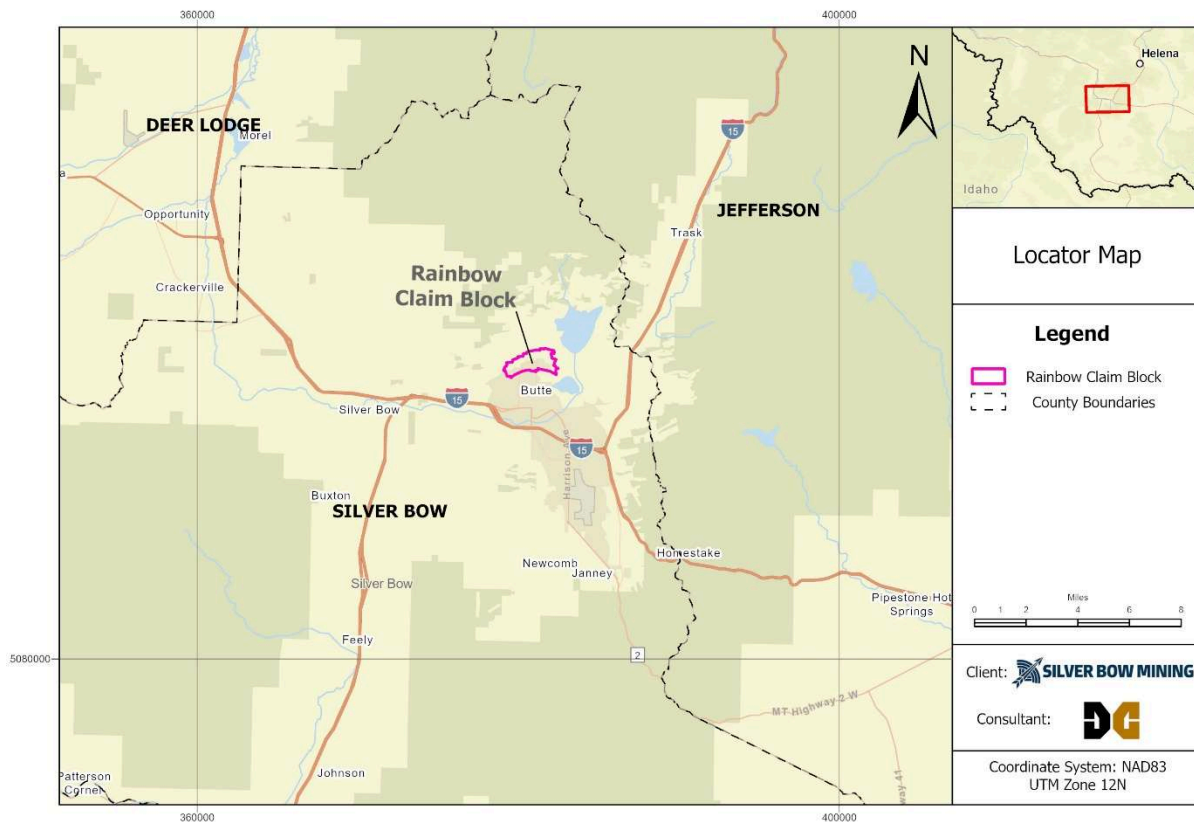 360000
400000
DEER LODGE
Morel
a
Opportunity
Crackerville
15
JEFFERSON
Trask
N
Rainbow
Claim Block
Butte
Silver Bow
15
15
Harrison Ave
Buxton
SILVER BOW
Silver Bow
Newcomb
Janney
Homestake
Pipestone Hot
Springs
Feely
5080000
2
MT Highway 2 W
way 41
Johnson
Patterson
Corner
360000
400000
Helena
Idaho
Locator Map
Legend
Rainbow Claim Block
County Boundaries
Miles
0 1 2 4 6 8
Client: SILVER BOW MINING
Consultant:
Coordinate System: NAD83
UTM Zone 12N